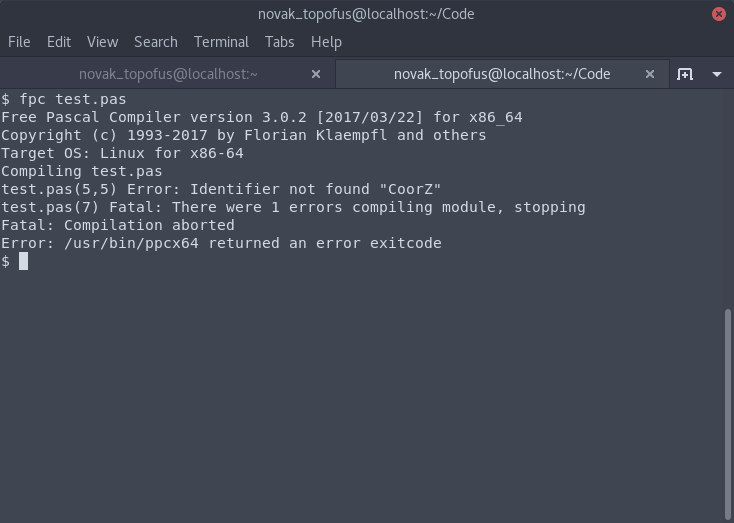 novak_topofus@localhost:~/Code
File Edit View Search Terminal Tabs Help
novak_topofus@localhost:~ novak_topofus@localhost:~/Code
$ fpc test.pas
Free Pascal Compiler version 3.0.2 [2017/03/22] for x86_64
Copyright (c) 1993-2017 by Florian Klaempfl and others
Target OS: Linux for x86-64
Compiling test.pas
test.pas(5,5) Error: Identifier not found "CoorZ"
test.pas(7) Fatal: There were 1 errors compiling module, stopping
Fatal: Compilation aborted
Error: /usr/bin/ppcx64 returned an error exitcode
$